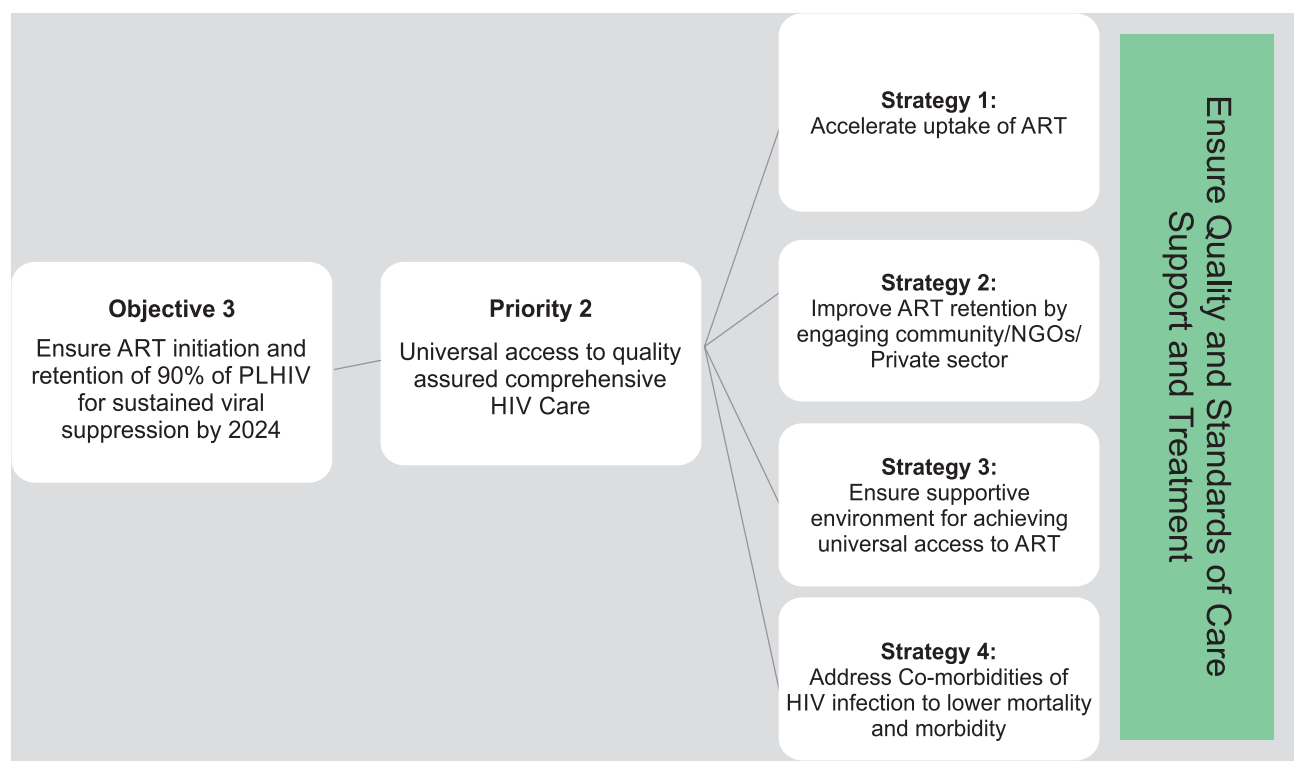 Objective 3
Ensure ART initiation and
retention of 90% of PLHIV
for sustained viral
suppression by 2024
Priority 2
Universal access to quality
assured comprehensive
HIV Care
Strategy 1:
Accelerate uptake of ART
Strategy 2:
Improve ART retention by
engaging community/NGOs/
Private sector
Strategy 3:
Ensure supportive
environment for achieving
universal access to ART
Strategy 4:
Address Co-morbidities of
HIV infection to lower mortality
and morbidity
Ensure Quality and Standards of Care
Support and Treatment